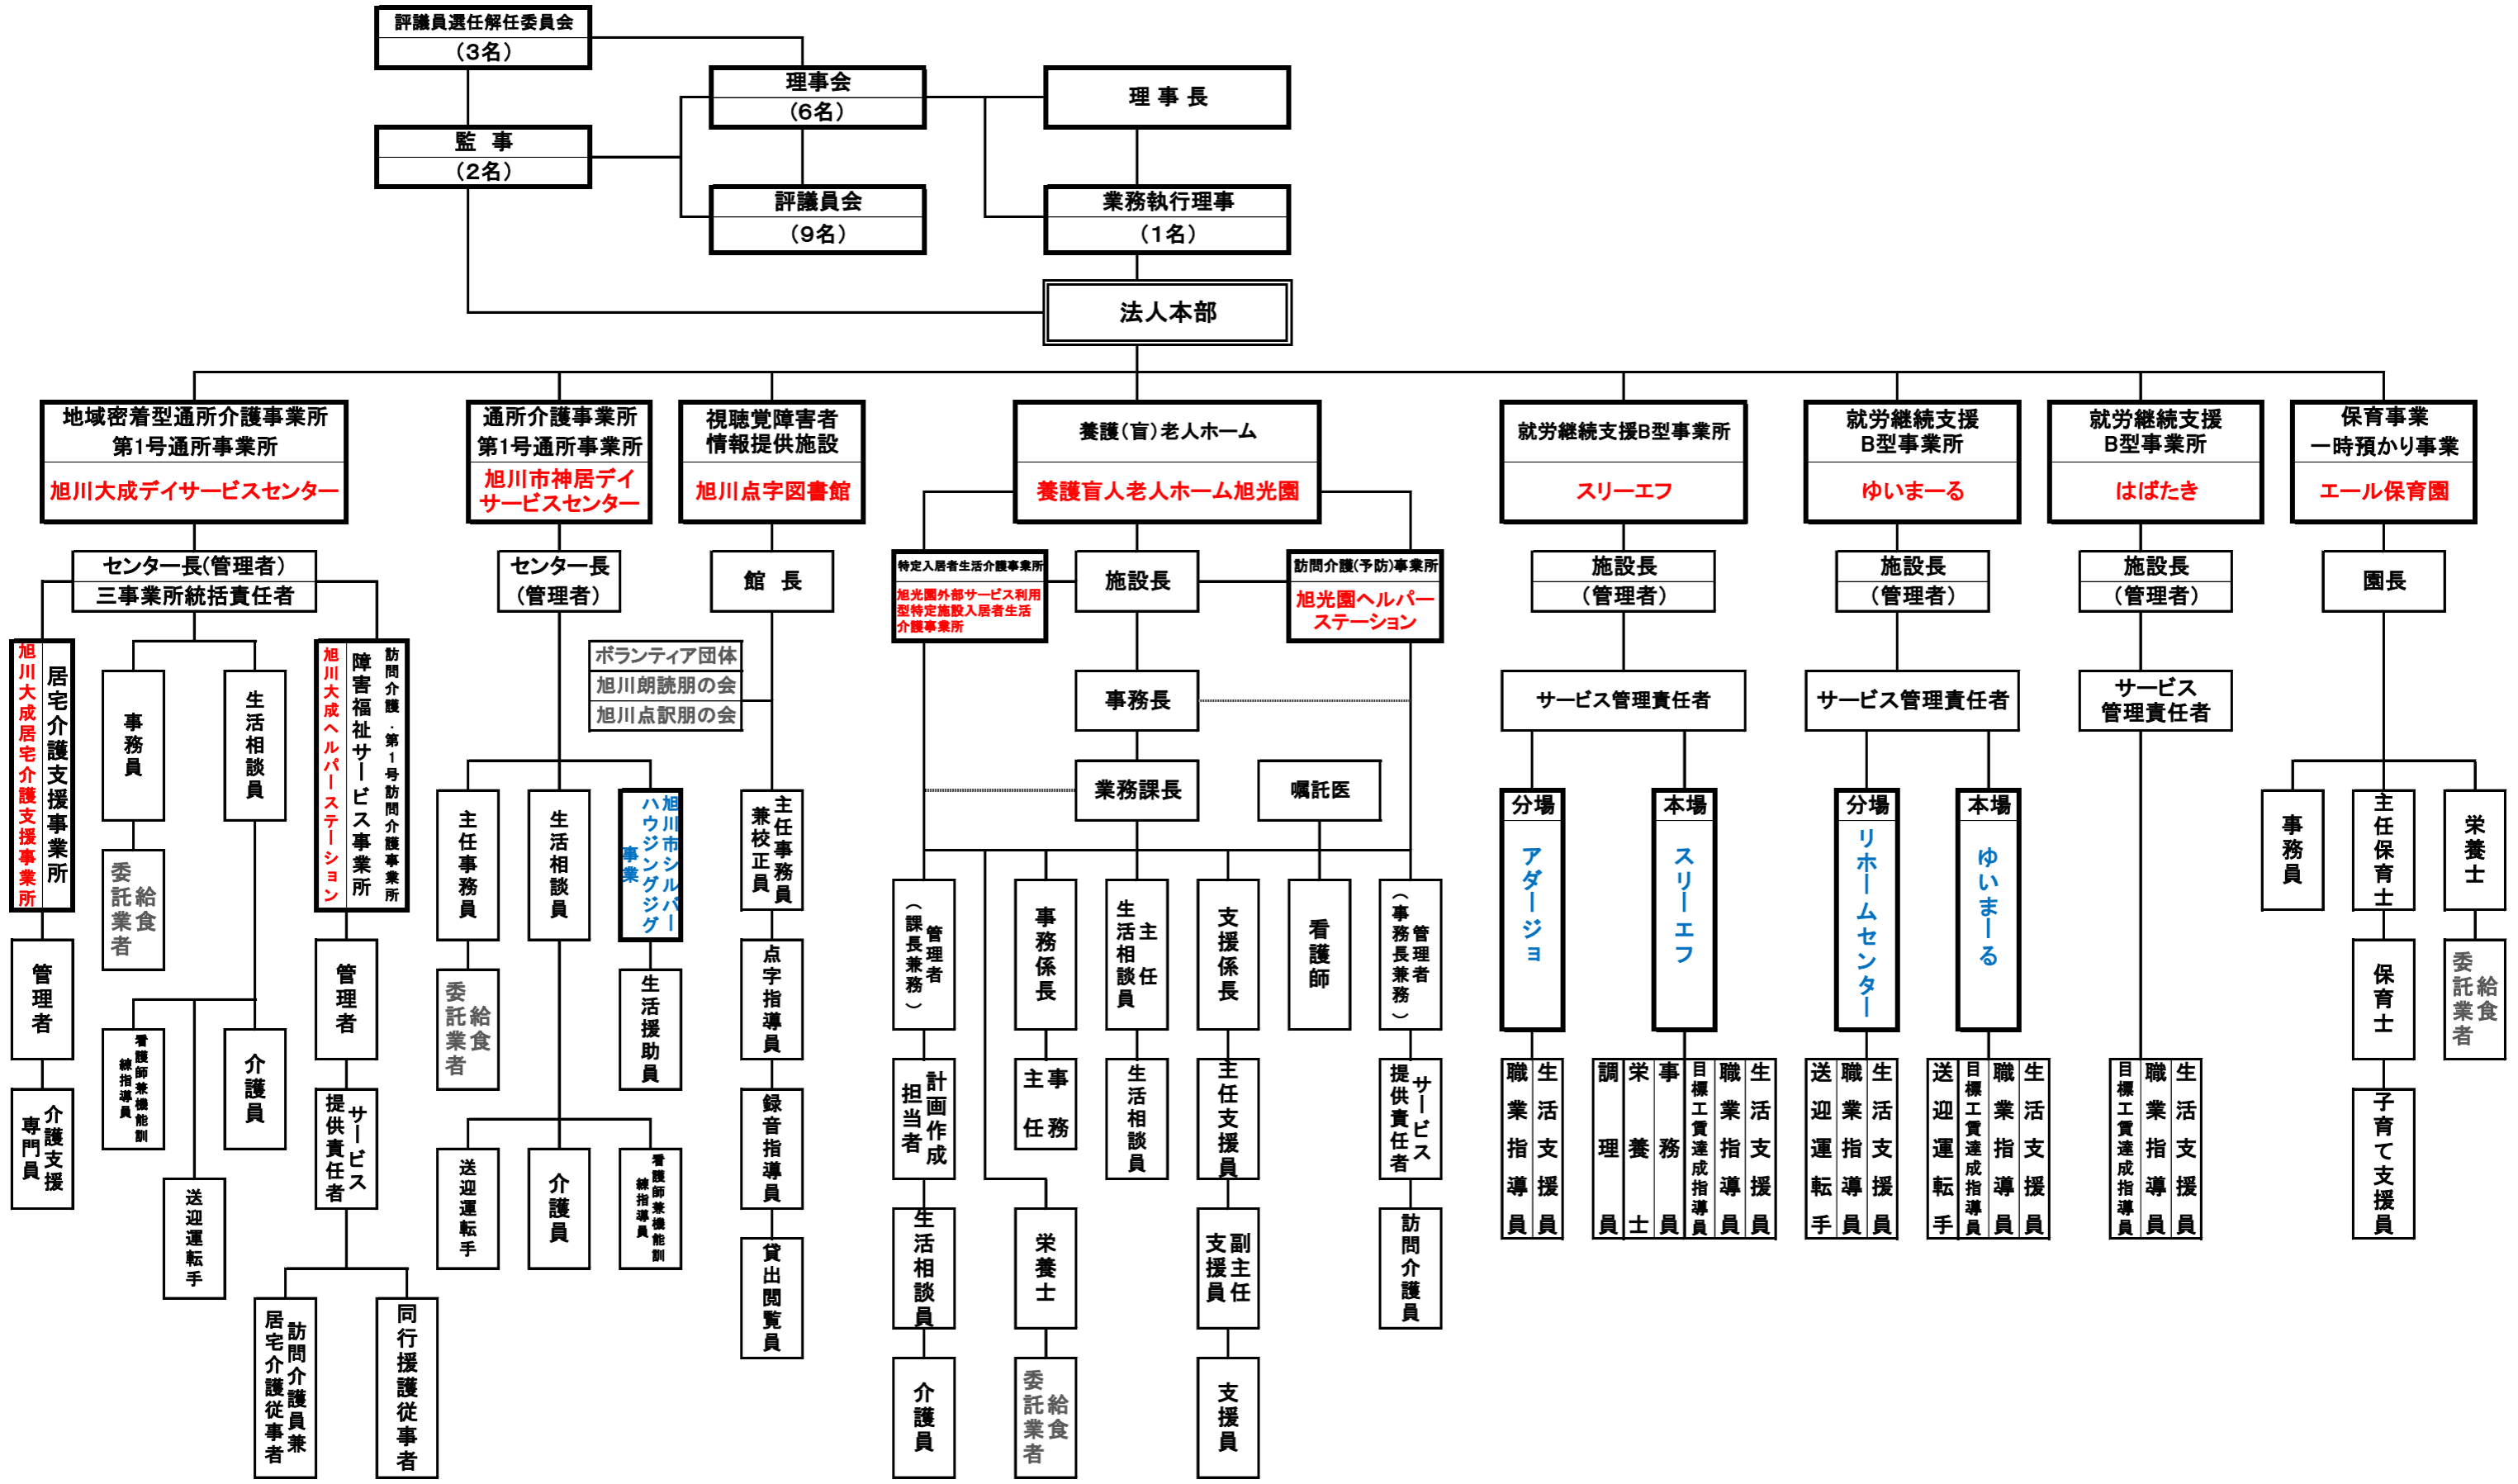 評議員選任解任委員会
（3名）
理事会
（6名）
理 事 長
監　事
（2名）
評議員会
（9名）
業務執行理事
（1名）
法人本部
地域密着型通所介護事業所
第1号通所事業所
旭川大成デイサービスセンター
通所介護事業所
第1号通所事業所
旭川市神居デイ
サービスセンター
視聴覚障害者
情報提供施設
旭川点字図書館
養護（盲）老人ホーム
養護盲人老人ホーム旭光園
就労継続支援B型事業所
スリーエフ
就労継続支援
B型事業所
ゆいまーる
就労継続支援
B型事業所
はばたき
保育事業
一時預かり事業
エール保育園
センター長(管理者)
三事業所統括責任者
センター長
（管理者）
館　長
特定入居者生活介護事業所
旭光園外部サービス利用
型特定施設入居者生活
介護事業所
施設長
訪問介護(予防)事業所
旭光園ヘルパー
ステーション
施設長
（管理者）
施設長
（管理者）
施設長
（管理者）
園長
居宅介護支援事業所
旭川大成居宅介護支援事業所
事務員
生活相談員
訪問介護・第1号訪問介護事業所
障害福祉サービス事業所
旭川大成ヘルパーステーション
ボランティア団体
旭川朗読朋の会
旭川点訳朋の会
事務長
サービス管理責任者
サービス管理責任者
サービス
管理責任者
給食
委託業者
主任事務員
生活相談員
旭川市シルバー
ハウジングジング
事業
主任事務員
兼校正員
業務課長
嘱託医
分場
アダージョ
本場
スリーエフ
分場
リホームセンター
本場
ゆいまーる
事務員
主任保育士
栄養士
管理者
管理者
給食
委託業者
生活援助員
点字指導員
管理者
（課長兼務）
事務係長
主任
生活相談員
支援係長
看護師
管理者
（事務長兼務）
保育士
給食
委託業者
介護支援
専門員
看護師兼機能訓
練指導員
介護員
サービス
提供責任者
録音指導員
計画作成
担当者
事務
主任
生活相談員
主任支援員
サービス
提供責任者
職業指導員
生活支援員
調理員
栄養士
事務員
目標工賃達成指導員
職業指導員
生活支援員
送迎運転手
職業指導員
生活支援員
送迎運転手
目標工賃達成指導員
職業指導員
生活支援員
目標工賃達成指導員
職業指導員
生活支援員
子育て支援員
送迎運転手
送迎運転手
介護員
看護師兼機能訓
練指導員
貸出閲覧員
生活相談員
栄養士
副主任
支援員
訪問介護員
訪問介護員兼
居宅介護従事者
同行援護従事者
介護員
給食
委託業者
支援員